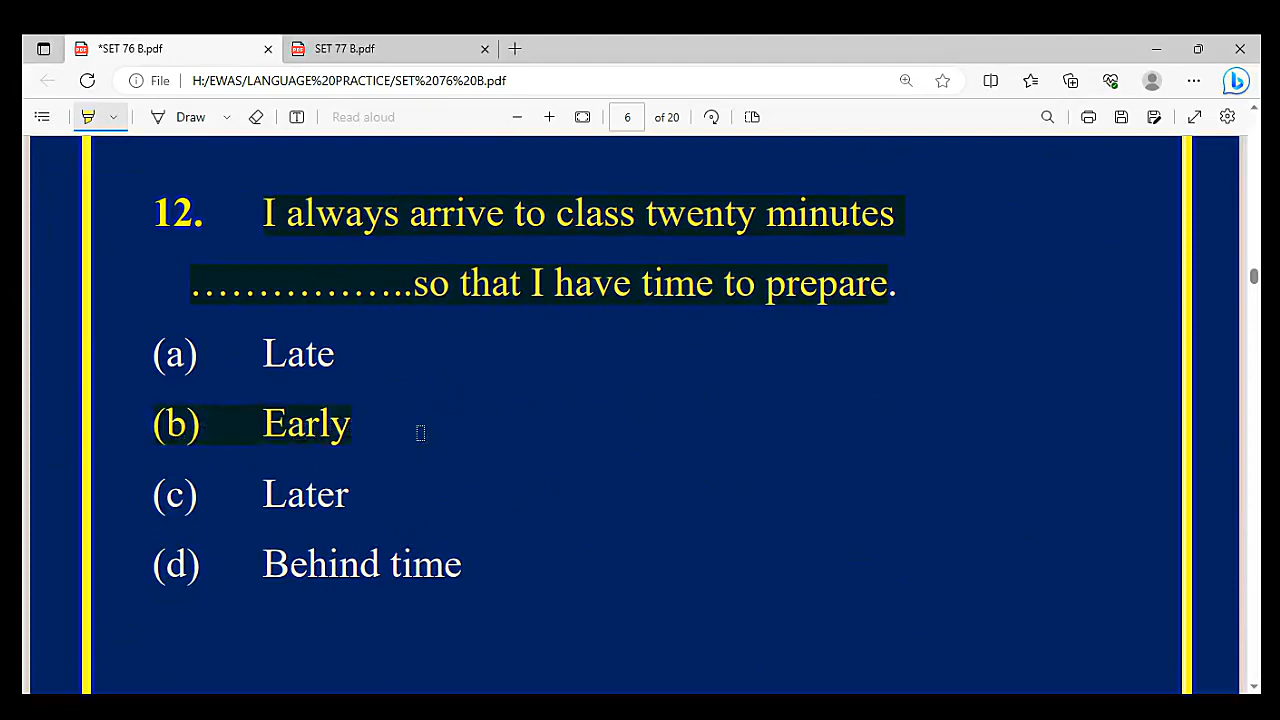 *SET 76 B.pdf
SET 77 B.pdf
File
H:/EWAS/LANGUAGE%20PRACTICE/SET%2076%20B.pdf
Draw
Read aloud
6 of 20
12. I always arrive to class twenty minutes
………………..so that I have time to prepare.
(a) Late
(b) Early
(c) Later
(d) Behind time